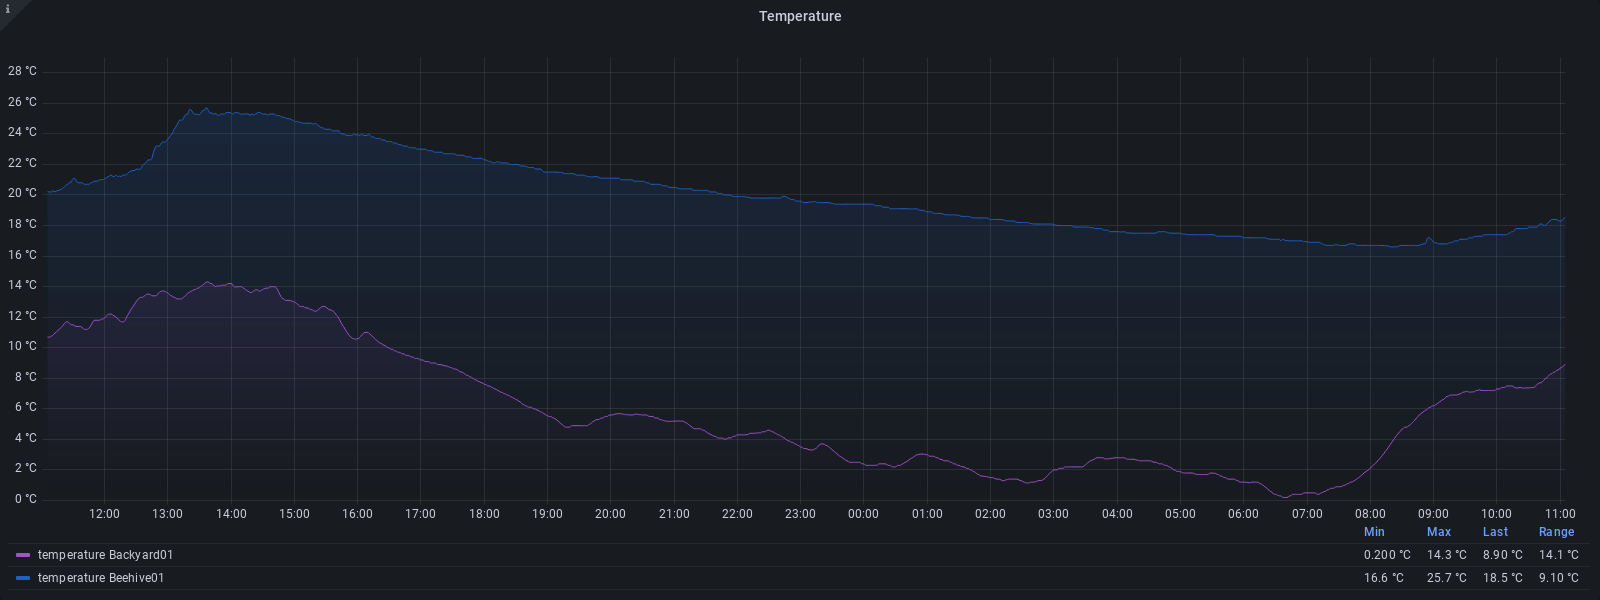 i
Temperature
28 °C
26 °C
24 °C
22 °C
20 °C
18 °C
16 °C
14 °C
12 °C
10 °C
8 °C
6 °C
4 °C
2 °C
0 °C
12:00 13:00 14:00 15:00 16:00 17:00 18:00 19:00 20:00 21:00 22:00 23:00 00:00 01:00 02:00 03:00 04:00 05:00 06:00 07:00 08:00 09:00 10:00 11:00
Min Max Last Range
temperature Backyard01 0.200 °C 14.3 °C 8.90 °C 14.1 °C
temperature Beehive01 16.6 °C 25.7 °C 18.5 °C 9.10 °C